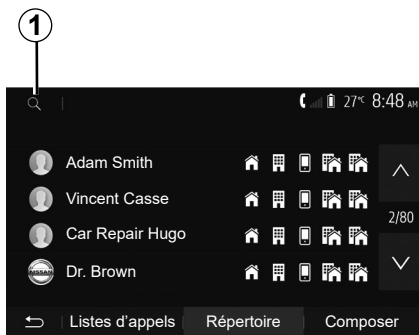 1
27°C 8:48 AM
Adam Smith
Vincent Casse
2/80
Car Repair Hugo
NISSAN Dr. Brown
Listes d'appels Répertoire Composer